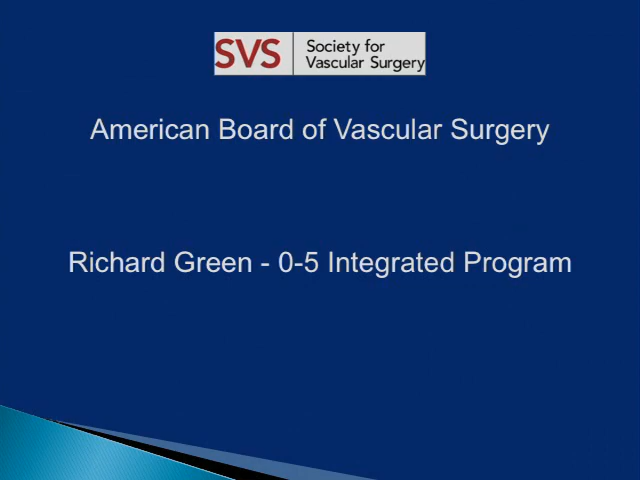 SVS
Society for
Vascular Surgery
American Board of Vascular Surgery
Richard Green - 0-5 Integrated Program